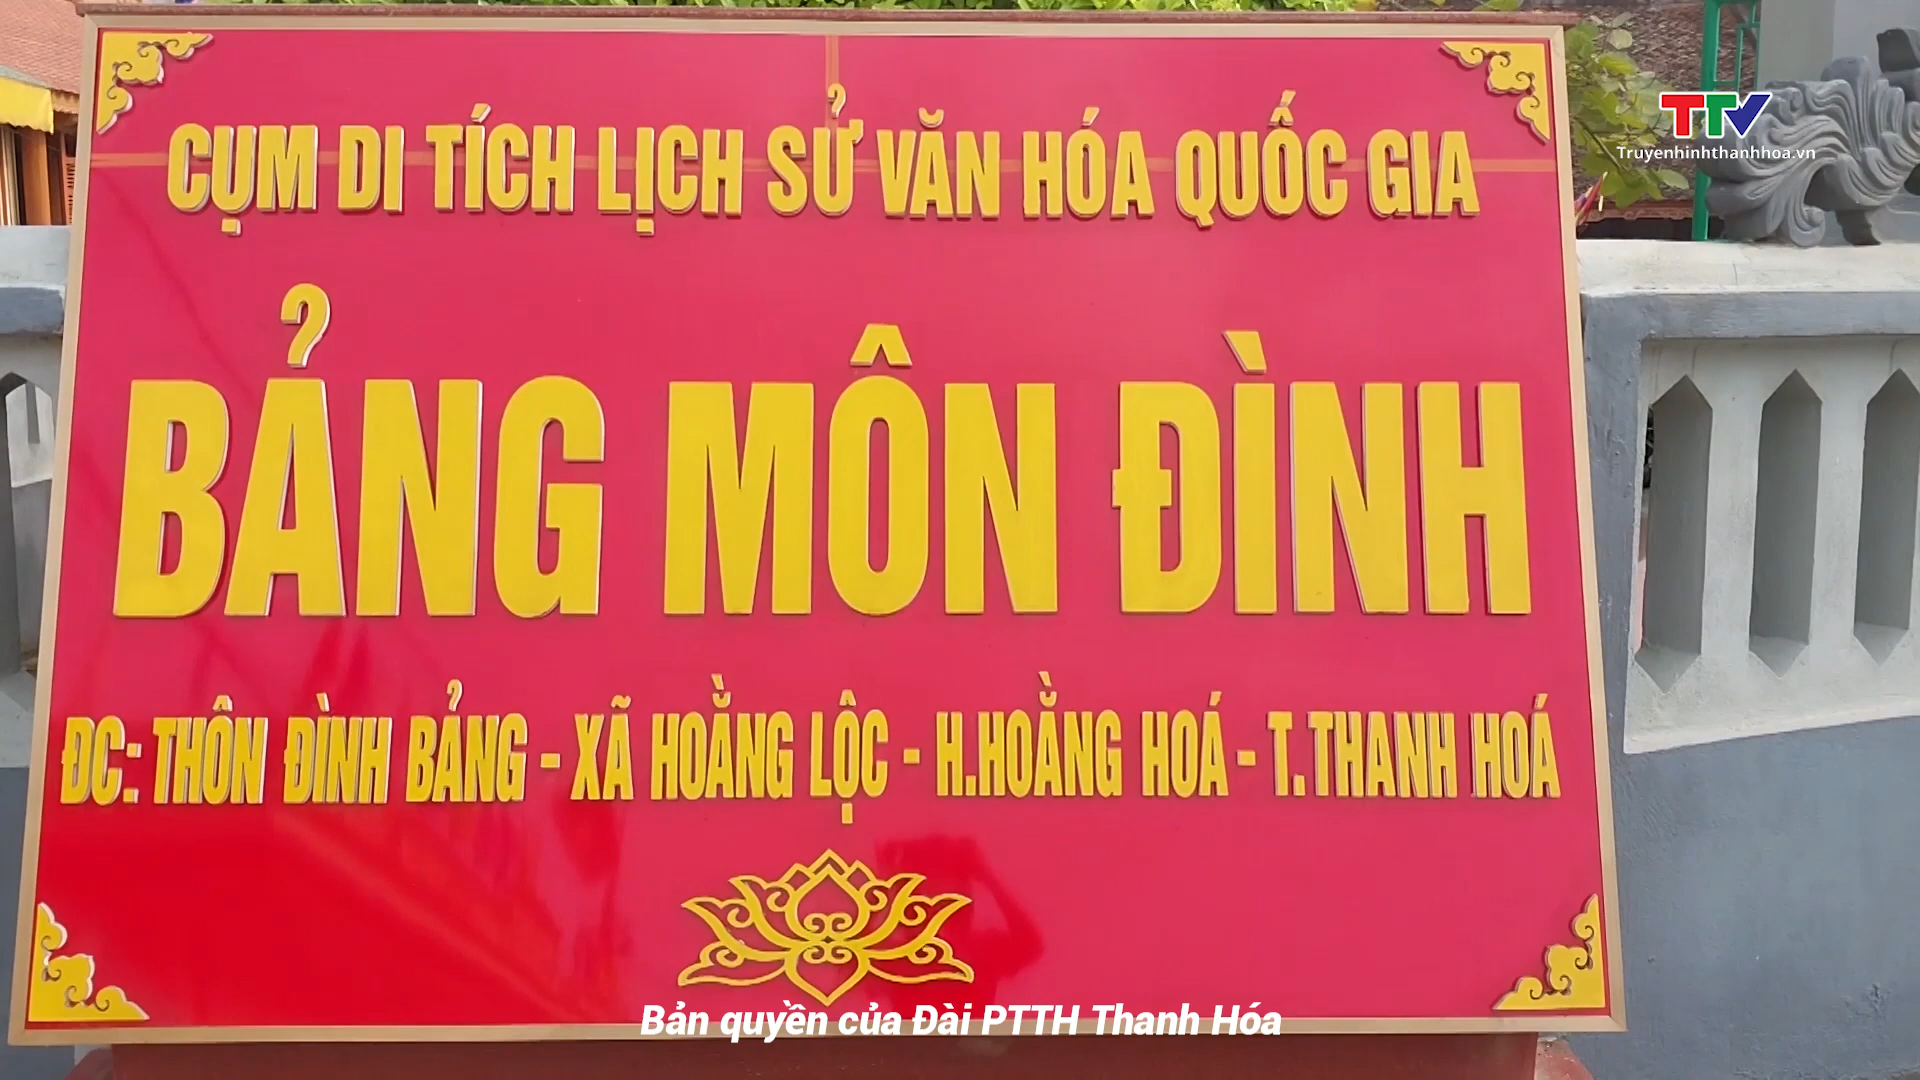 TTV
Truyenhinhthanhhoa.vn
CỤM DI TÍCH LỊCH SỬ VĂN HÓA QUỐC GIA
BẢNG MÔN ĐÌNH
ĐC: THÔN ĐÌNH BẢNG - XÃ HOẰNG LỘC - H.HOẰNG HOÁ - T.THANH HOÁ
Bản quyền của Đài PTTH Thanh Hóa